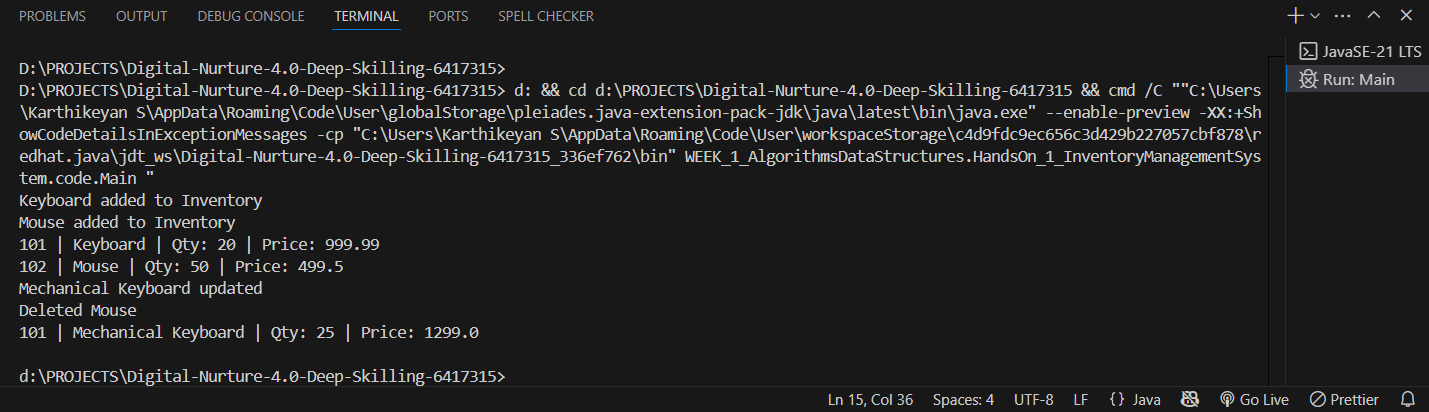 PROBLEMS OUTPUT DEBUG CONSOLE TERMINAL PORTS SPELL CHECKER
D:\PROJECTS\Digital-Nurture-4.0-Deep-Skilling-6417315>
D:\PROJECTS\Digital-Nurture-4.0-Deep-Skilling-6417315> d: && cd d:\PROJECTS\Digital-Nurture-4.0-Deep-Skilling-6417315 && cmd /C ""C:\Users
\Karthikeyan S\AppData\Roaming\Code\User\globalStorage\pleiades.java-extension-pack-jdk\java\latest\bin\java.exe" --enable-preview -XX:+Sh
owCodeDetailsInExceptionMessages -cp "C:\Users\Karthikeyan S\AppData\Roaming\Code\User\workspaceStorage\c4d9fdc9ec656c3d429b227057cbf878\r
edhat.java\jdt_ws\Digital-Nurture-4.0-Deep-Skilling-6417315_336ef762\bin" WEEK_1_AlgorithmsDataStructures.HandsOn_1_InventoryManagementSys
tem.code.Main "
Keyboard added to Inventory
Mouse added to Inventory
101 | Keyboard | Qty: 20 | Price: 999.99
102 | Mouse | Qty: 50 | Price: 499.5
Mechanical Keyboard updated
Deleted Mouse
101 | Mechanical Keyboard | Qty: 25 | Price: 1299.0
d:\PROJECTS\Digital-Nurture-4.0-Deep-Skilling-6417315>
JavaSE-21 LTS
Run: Main
Ln 15, Col 36 Spaces: 4 UTF-8 LF {} Java Go Live Prettier